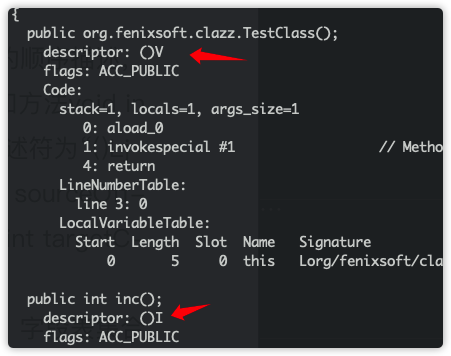 {
  public org.fenixsoft.clazz.TestClass();
    descriptor: ()V
    flags: ACC_PUBLIC
    Code:
      stack=1, locals=1, args_size=1
         0: aload_0
         1: invokespecial #1                  // Metho
         4: return
      LineNumberTable:
        line 3: 0
      LocalVariableTable:
        Start  Length  Slot  Name   Signature
            0       5     0  this   Lorg/fenixsoft/cla

  public int inc();
    descriptor: ()I
    flags: ACC_PUBLIC